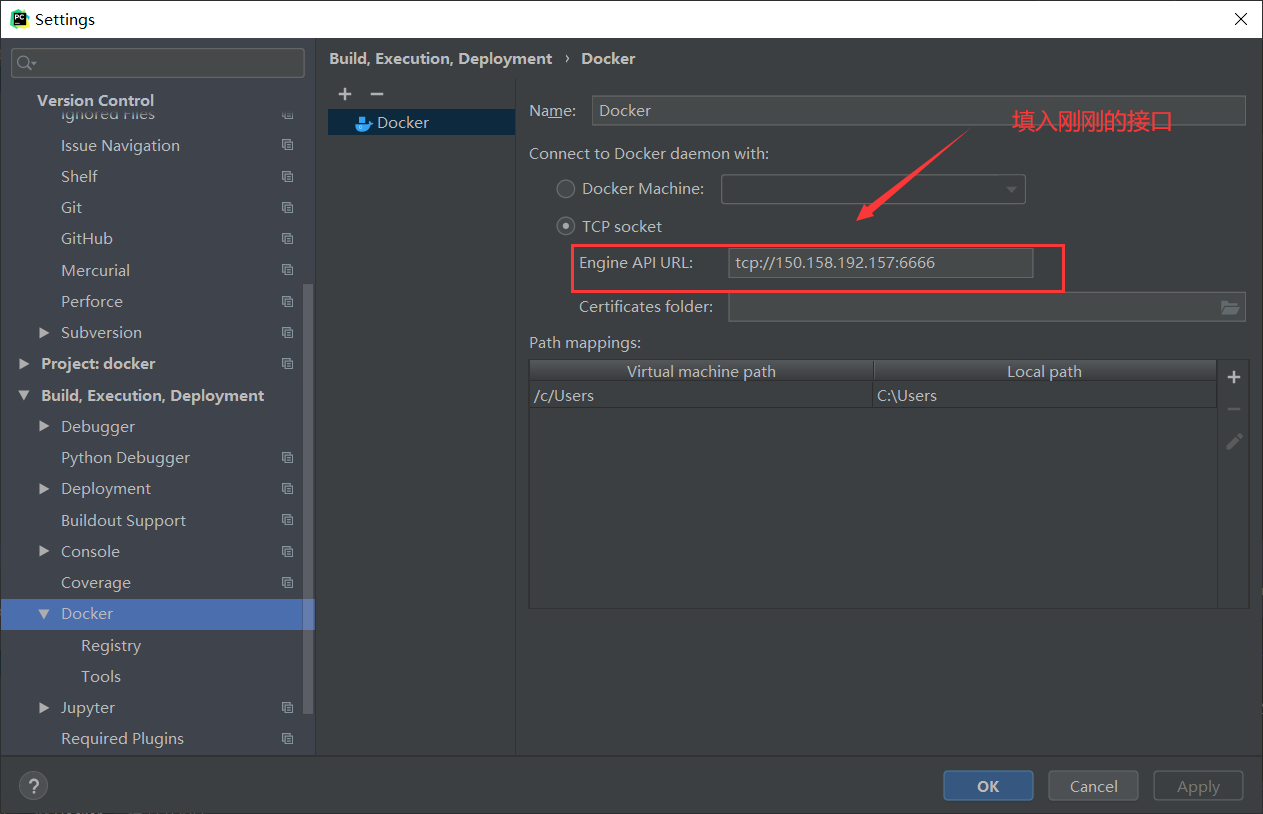 Settings
Version Control
Ignored Files
Issue Navigation
Shelf
Git
GitHub
Mercurial
Perforce
Subversion
Project: docker
Build, Execution, Deployment
Debugger
Python Debugger
Deployment
Buildout Support
Console
Coverage
Docker
Registry
Tools
Jupyter
Required Plugins
Build, Execution, Deployment › Docker
Docker
Name: Docker
填入刚刚的接口
Connect to Docker daemon with:
Docker Machine:
TCP socket
Engine API URL: tcp://150.158.192.157:6666
Certificates folder:
Path mappings:
Virtual machine path Local path
/c/Users C:\Users
? OK Cancel Apply